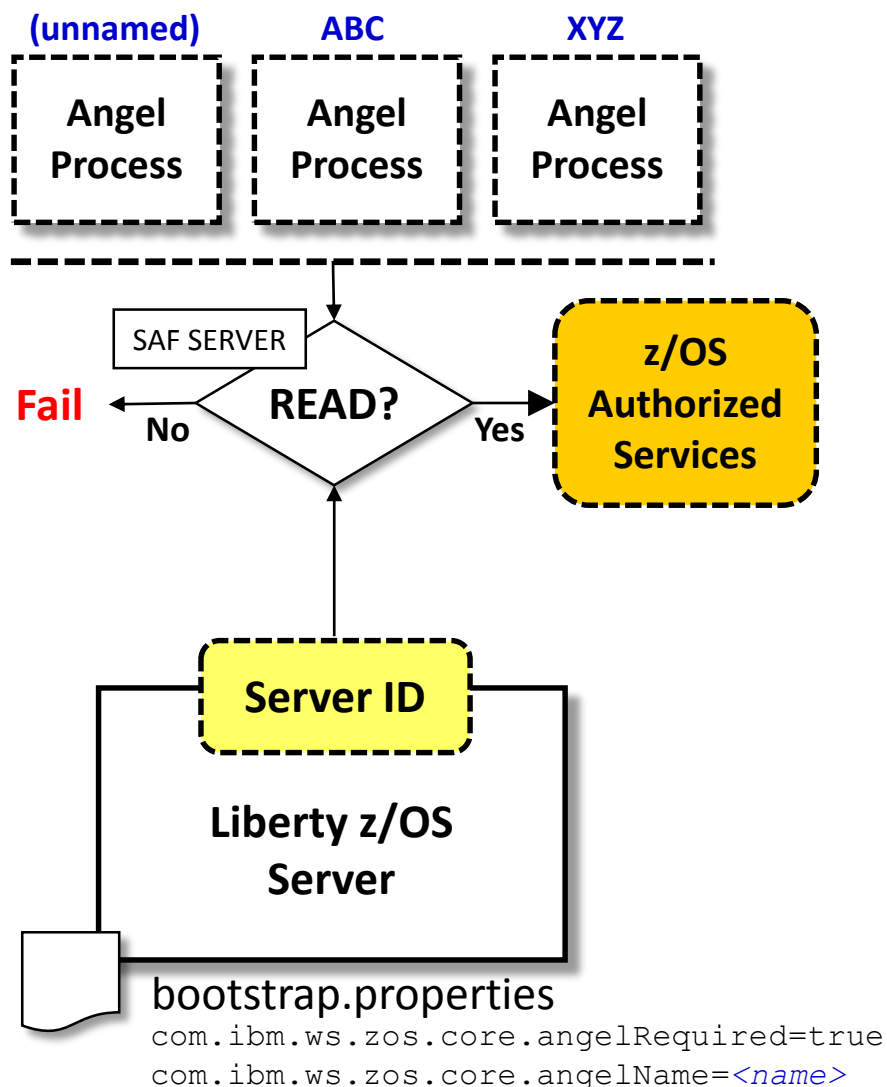 (unnamed) ABC XYZ
Angel Process
Angel Process
Angel Process
SAF SERVER
READ?
Fail
No
Yes
z/OS
Authorized
Services
Server ID
Liberty z/OS
Server
bootstrap.properties
com.ibm.ws.zos.core.angelRequired=true
com.ibm.ws.zos.core.angelName=<name>